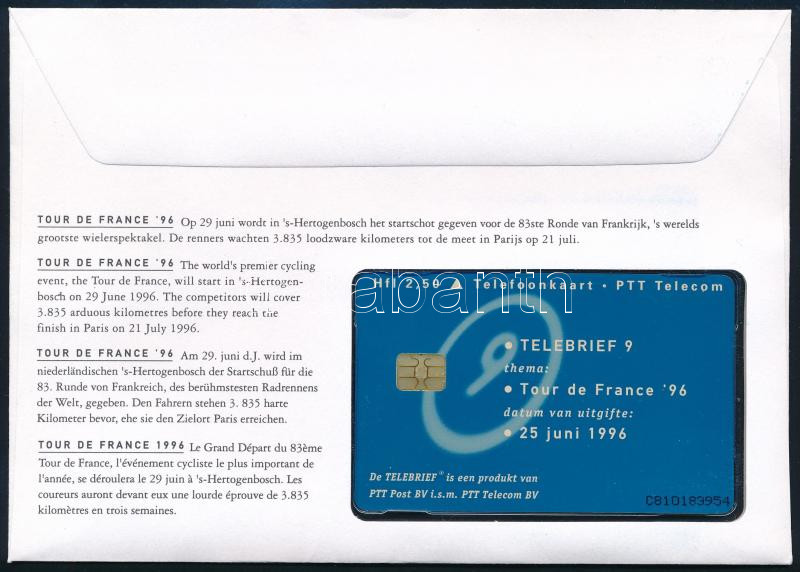 TOUR DE FRANCE '96 Op 29 juni wordt in 's-Hertogenbosch het startschot gegeven voor de 83ste Ronde van Frankrijk, 's werelds
grootste wielerspektakel. De renners wachten 3.835 loodzware kilometers tot de meet in Parijs op 21 juli.
TOUR DE FRANCE '96 The world's premier cycling
event, the Tour de France, will start in 's-Hertogen-
bosch on 29 June 1996. The competitors will cover
3.835 arduous kilometres before they reach the
finish in Paris on 21 July 1996.
TOUR DE FRANCE '96 Am 29. juni d.J. wird im
niederländischen 's-Hertogenbosch der Startschuß für die
83. Runde von Frankreich, des berühmstesten Radrennens
der Welt, gegeben. Den Fahrern stehen 3. 835 harte
Kilometer bevor, ehe sie den Zielort Paris erreichen.
TOUR DE FRANCE 1996 Le Grand Départ du 83ème
Tour de France, l'événement cycliste le plus important de
l'année, se déroulera le 29 juin à 's-Hertogenbosch. Les
coureurs auront devant eux une lourde éprouve de 3.835
kilomètres en trois semaines.
Hfl 2,50 ▲ Telefoonkaart • PTT Telecom
9
• TELEBRIEF 9
thema:
• Tour de France '96
datum van uitgifte:
• 25 juni 1996
De TELEBRIEF® is een produkt van
PTT Post BV i.s.m. PTT Telecom BV
C810183954
abanth